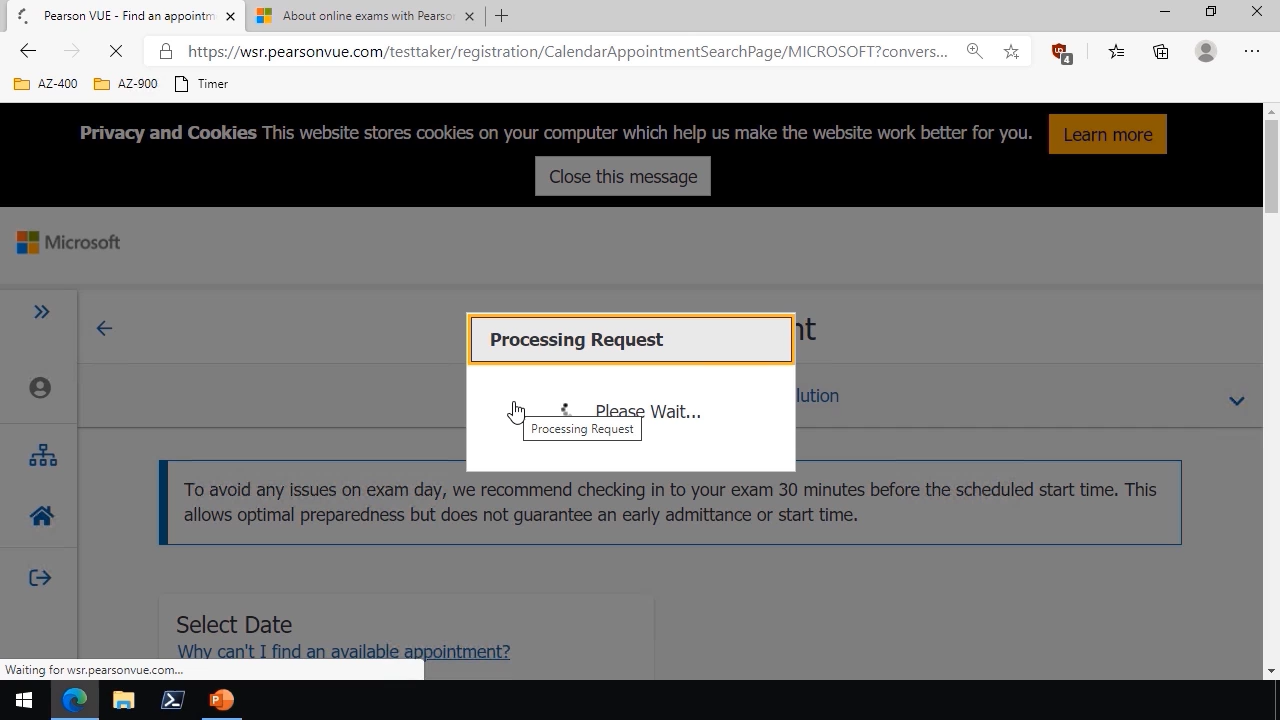 Pearson VUE - Find an appointm
About online exams with Pearso
https://wsr.pearsonvue.com/testtaker/registration/CalendarAppointmentSearchPage/MICROSOFT?convers...
4
AZ-400
AZ-900
Timer
Privacy and Cookies This website stores cookies on your computer which help us make the website work better for you.
Learn more
Close this message
Microsoft
nt
Processing Request
lution
Please Wait...
Processing Request
To avoid any issues on exam day, we recommend checking in to your exam 30 minutes before the scheduled start time. This
allows optimal preparedness but does not guarantee an early admittance or start time.
Select Date
Why can't I find an available appointment?
Waiting for wsr.pearsonvue.com...